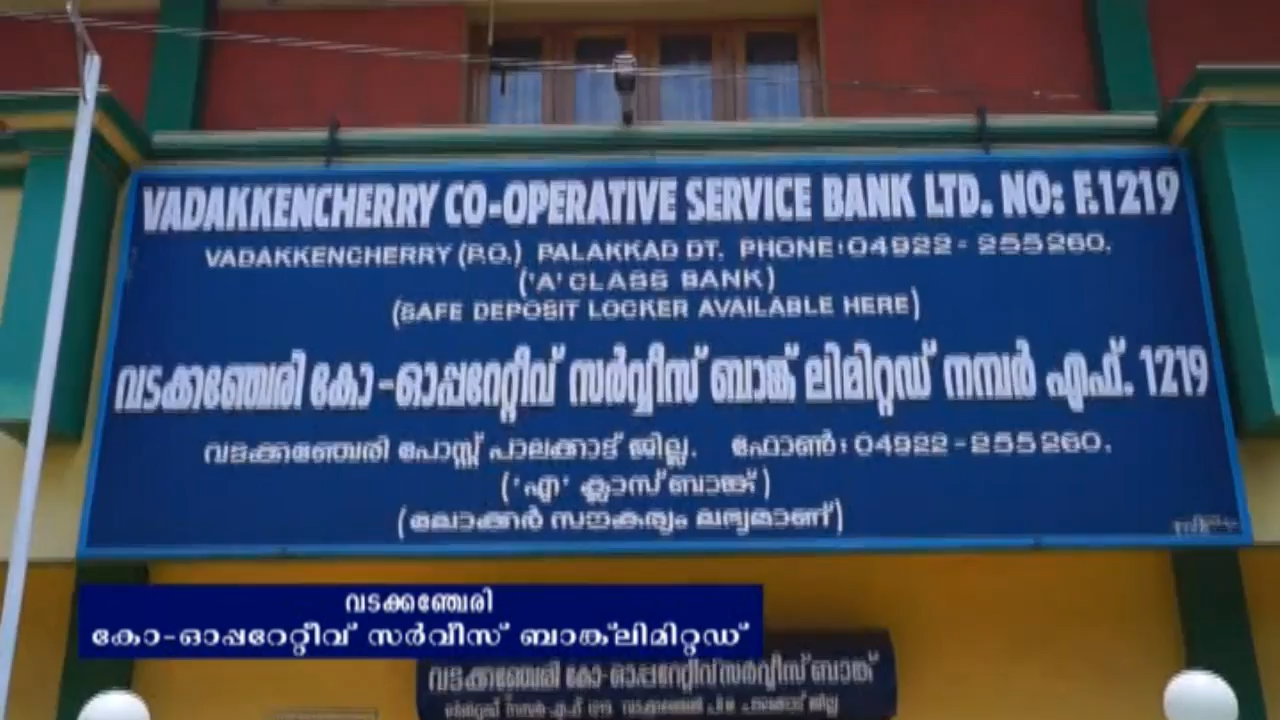 VADAKKENCHERRY CO-OPERATIVE SERVICE BANK LTD. NO: F.1219
VADAKKENCHERRY (P.O.) PALAKKAD DT. PHONE: 04922 - 255260.
('A' CLASS BANK)
(SAFE DEPOSIT LOCKER AVAILABLE HERE)
വടക്കഞ്ചേരി കോ-ഓപ്പറേറ്റീവ് സർവ്വീസ് ബാങ്ക് ലിമിറ്റഡ് നമ്പർ എഫ്. 1219
വടക്കഞ്ചേരി പോസ്റ്റ് പാലക്കാട് ജില്ല. ഫോൺ: 04922 - 255260.
('എ' ക്ലാസ് ബാങ്ക്)
(ലോക്കർ സൗകര്യം ലഭ്യമാണ്)
വടക്കഞ്ചേരി
കോ-ഓപ്പറേറ്റീവ് സർവീസ് ബാങ്ക്ലിമിറ്റഡ്
വടക്കഞ്ചേരി കോ-ഓപ്പറേറ്റീവ് സർവ്വീസ് ബാങ്ക്